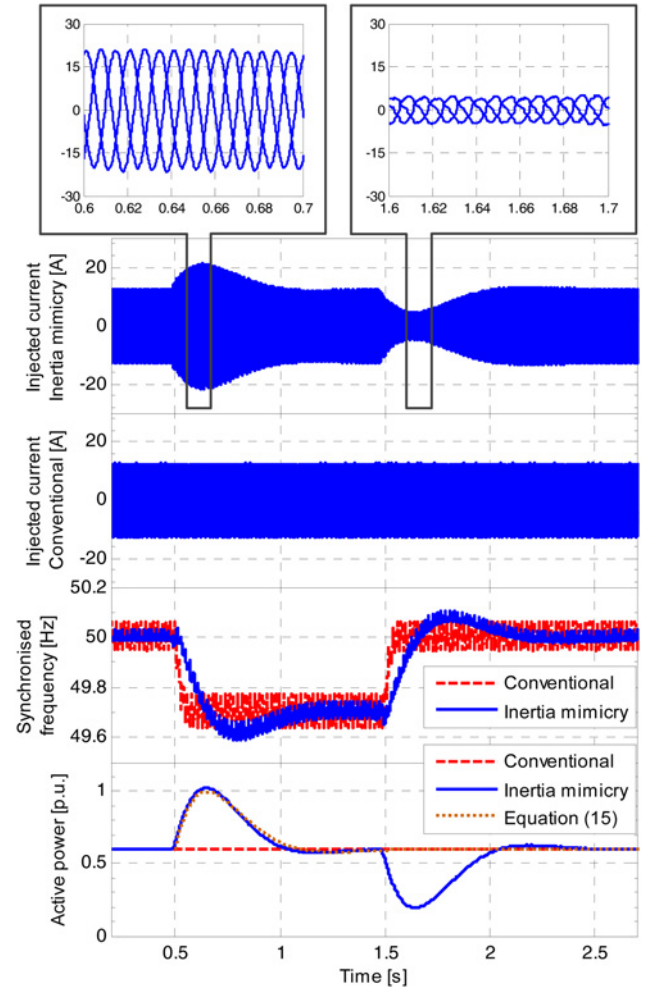 30
15
0
-15
-30
0.6 0.62 0.64 0.66 0.68 0.7
30
15
0
-15
-30
1.6 1.62 1.64 1.66 1.68 1.7
Injected current
Inertia mimicry [A]
20
0
-20
Injected current
Conventional [A]
20
0
-20
Synchronised
frequency [Hz]
50.2
50
49.8
49.6
Conventional
Inertia mimicry
Active power [p.u.]
1
0.5
0
Conventional
Inertia mimicry
Equation (15)
0.5 1 1.5 2 2.5
Time [s]